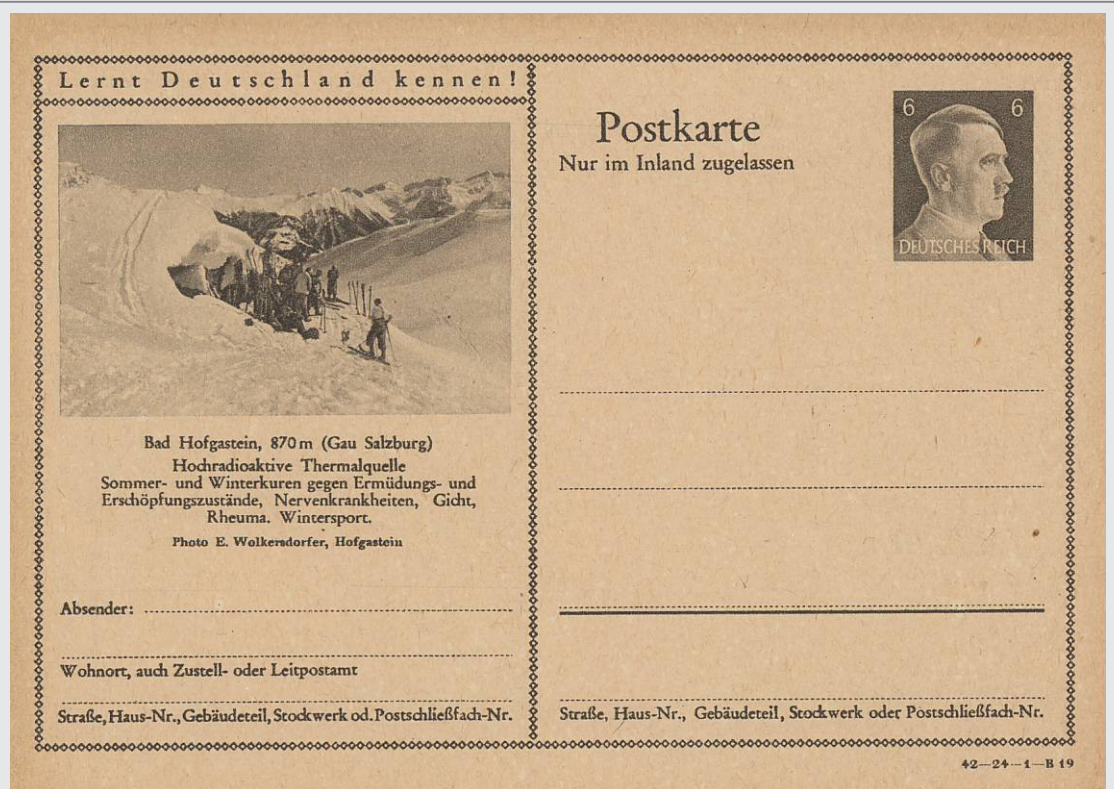 Lernt Deutschland kennen!
Bad Hofgastein, 870 m (Gau Salzburg)
Hochradioaktive Thermalquelle
Sommer- und Winterkuren gegen Ermüdungs- und
Erschöpfungszustände, Nervenkrankheiten, Gicht,
Rheuma. Wintersport.
Photo E. Wolkersdorfer, Hofgastein
Absender:
Wohnort, auch Zustell- oder Leitpostamt
Straße, Haus-Nr., Gebäudeteil, Stockwerk od. Postschließfach-Nr.
Postkarte
Nur im Inland zugelassen
6 6
DEUTSCHES REICH
Straße, Haus-Nr., Gebäudeteil, Stockwerk oder Postschließfach-Nr.
42—24—1—B 19